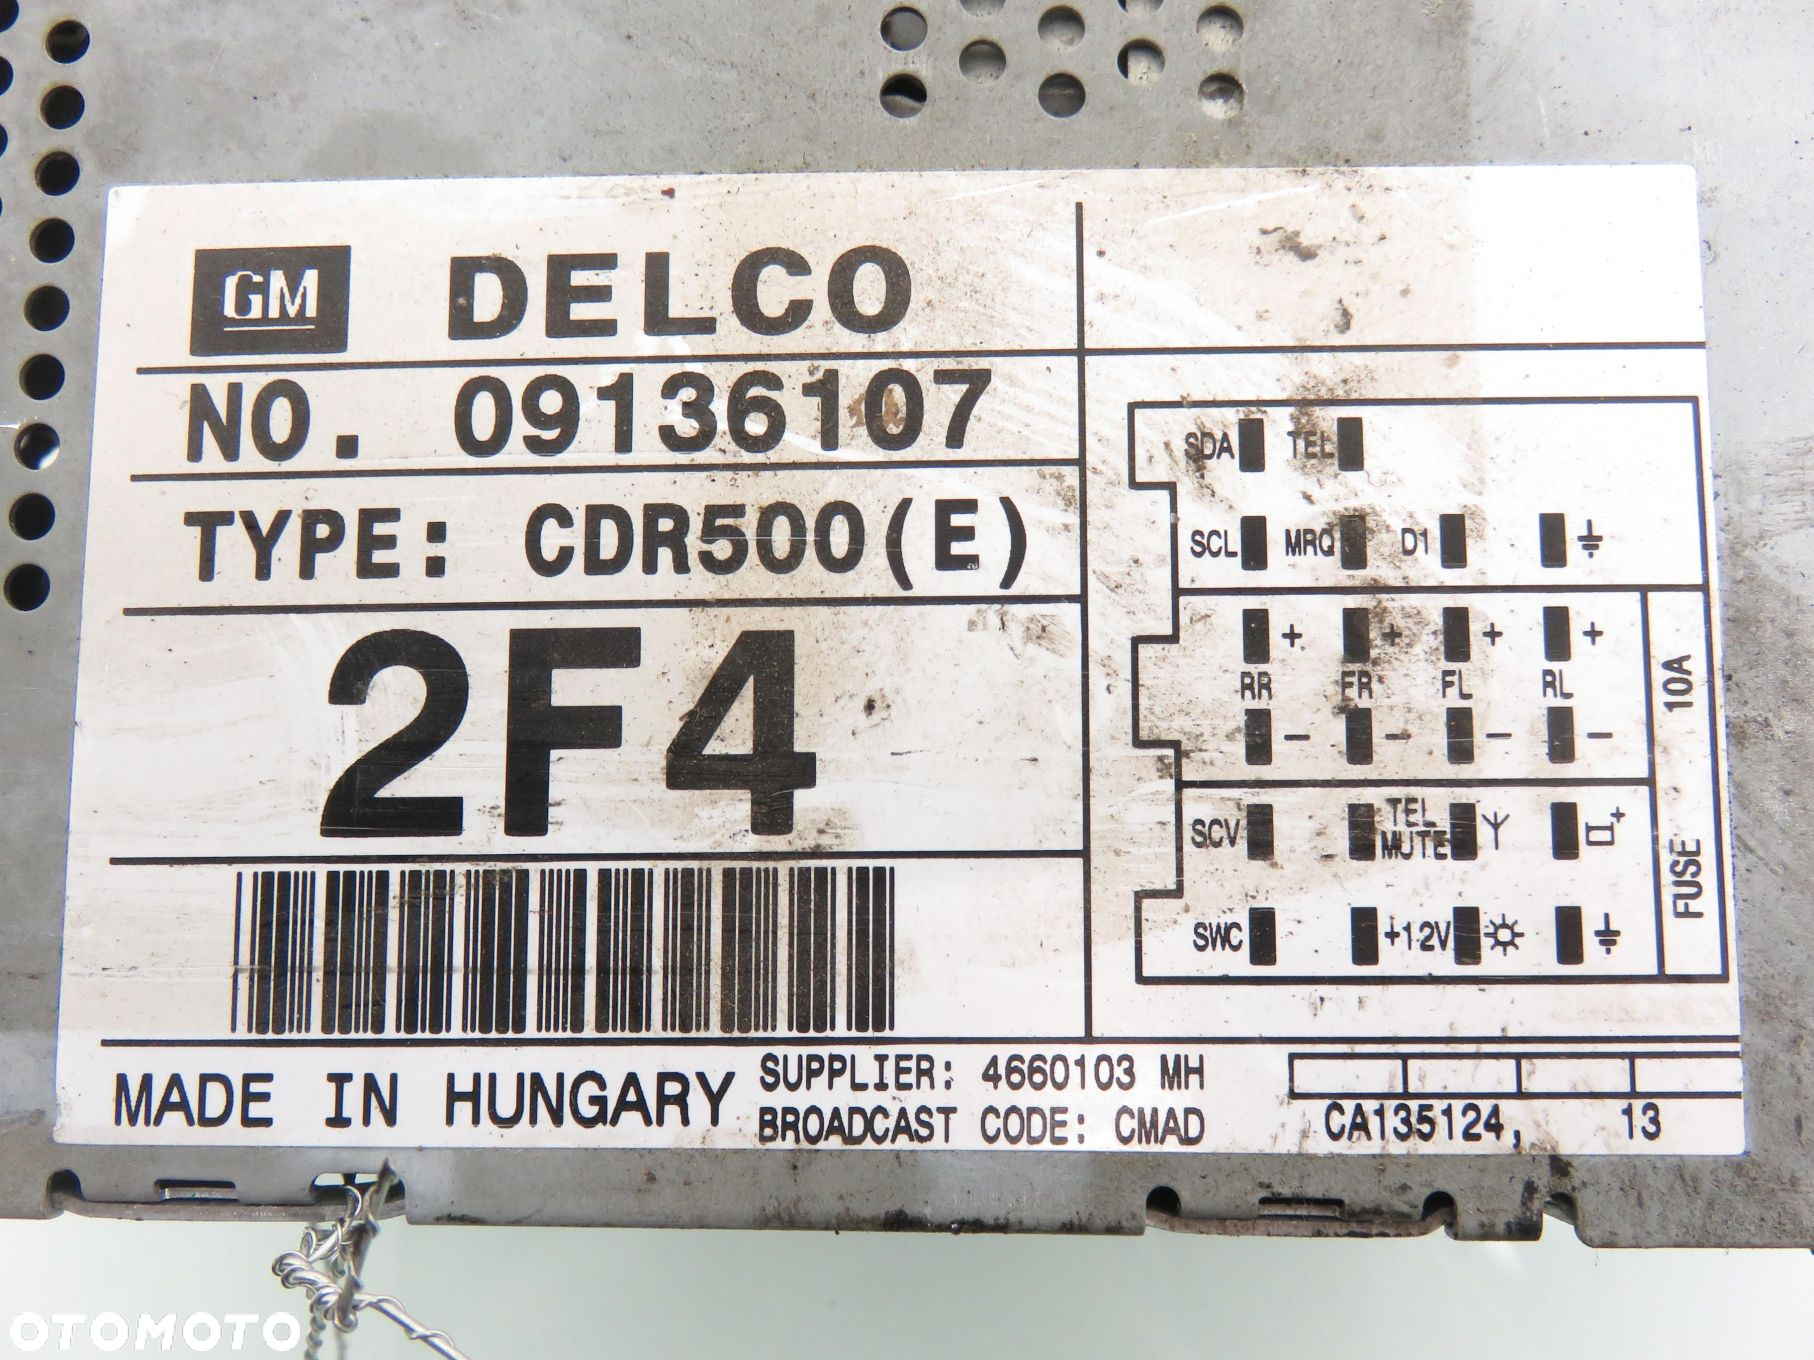 GM DELCO
NO. 09136107
TYPE: CDR500(E)
2F4
SDA TEL
SCL MRQ D1
+ + + +
RR FR FL RL
- - - -
10A
FUSE
SCV TEL MUTE +
SWC +12V
MADE IN HUNGARY
SUPPLIER: 4660103 MH
BROADCAST CODE: CMAD
CA135124, 13
OTOMOTO